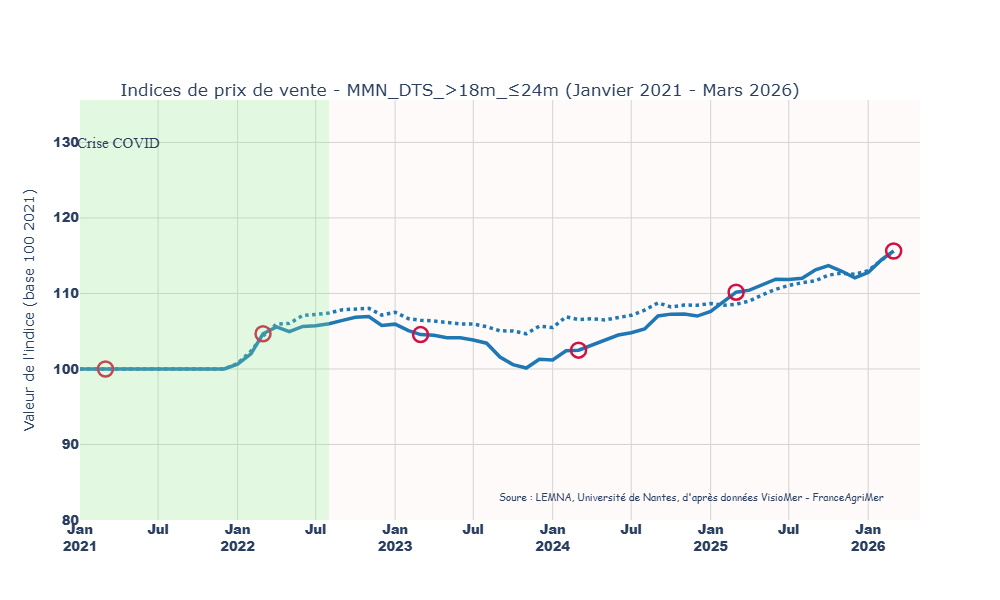 Indices de prix de vente - MMN_DTS_>18m_≤24m (Janvier 2021 - Mars 2026)
Valeur de l'indice (base 100 2021)
130
Crise COVID
120
110
100
90
80
Soure : LEMNA, Université de Nantes, d'après données VisioMer - FranceAgriMer
Jan Jul Jan Jul Jan Jul Jan Jul Jan Jul Jan
2021 2022 2023 2024 2025 2026